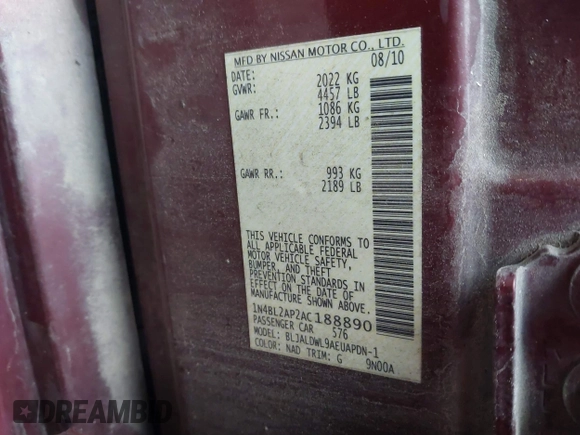 MFD BY NISSAN MOTOR CO., LTD.
DATE: 08/10
GVWR: 2022 KG
4457 LB
GAWR FR.: 1086 KG
2394 LB
GAWR RR.: 993 KG
2189 LB
THIS VEHICLE CONFORMS TO
ALL APPLICABLE FEDERAL
MOTOR VEHICLE SAFETY,
BUMPER, AND THEFT
PREVENTION STANDARDS IN
EFFECT ON THE DATE OF
MANUFACTURE SHOWN ABOVE.
1N4BL2AP2AC188890
PASSENGER CAR 576
MODEL: BLJALDWL9AEUAPDN-1
COLOR: NAD TRIM: G 9N00A
DREAMBID